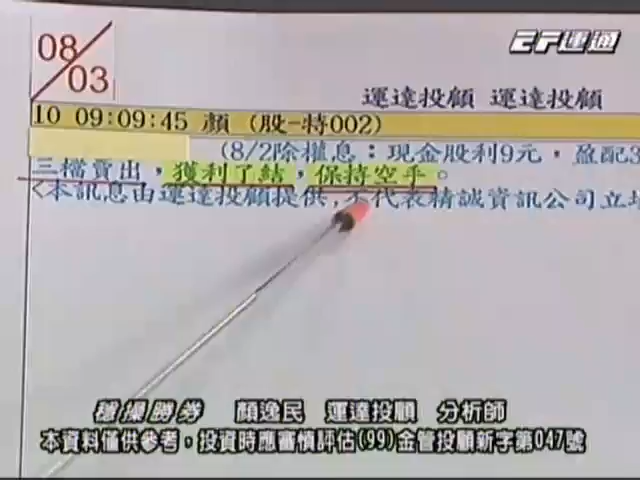 08
03
運通
運達投顧 運達投顧
10 09:09:45 顏 (股-特002)
(8/2除權息：現金股利9元，盈配3
三檔賣出，獲利了結，保持空手。
<本訊息由運達投顧提供,不代表精誠資訊公司立場
穩操勝券 顏逸民 運達投顧 分析師
本資料僅供參考，投資時應審慎評估(99)金管投顧新字第047號